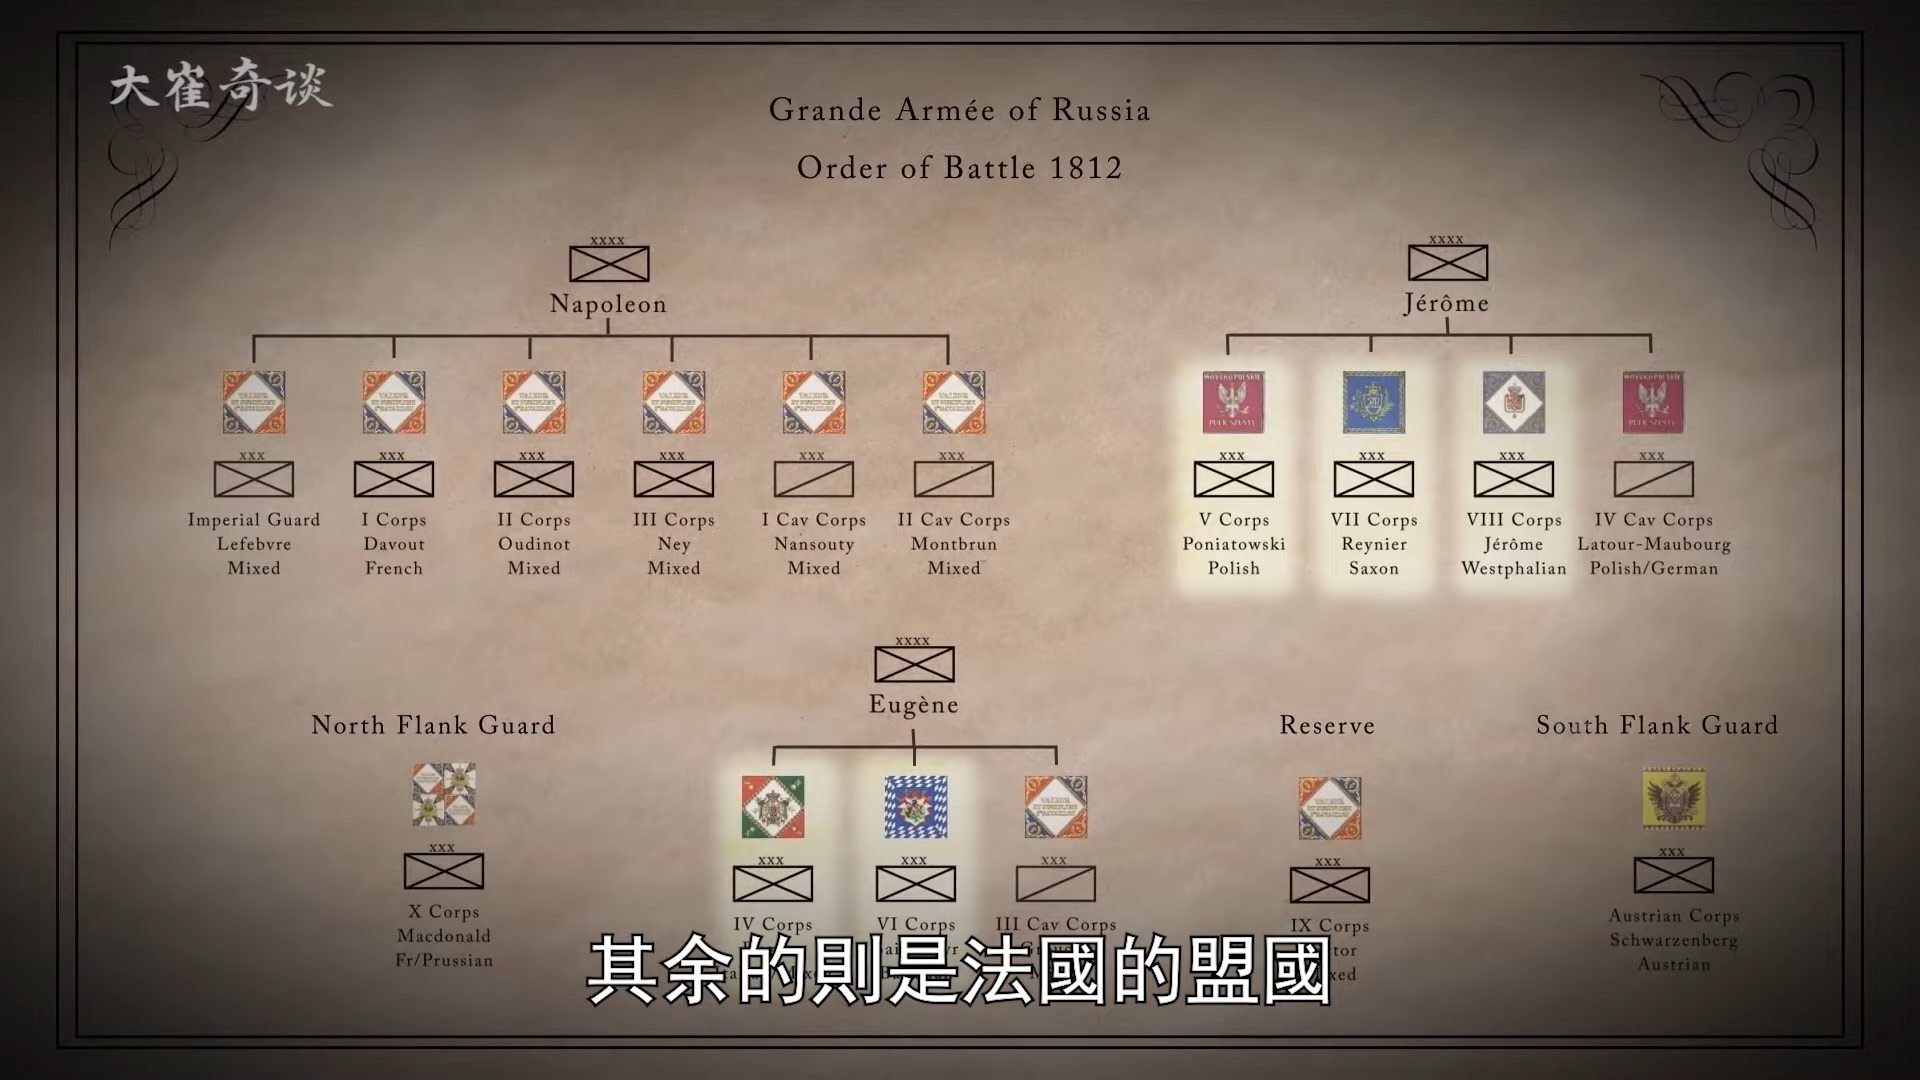 大崔奇谈
Grande Armée of Russia
Order of Battle 1812
xxxx
Napoleon
xxxx
Jérôme
xxx
Imperial Guard
Lefebvre
Mixed
xxx
I Corps
Davout
French
xxx
II Corps
Oudinot
Mixed
xxx
III Corps
Ney
Mixed
xxx
I Cav Corps
Nansouty
Mixed
xxx
II Cav Corps
Montbrun
Mixed
WOYSKO POLSKIE
xxx
V Corps
Poniatowski
Polish
xxx
VII Corps
Reynier
Saxon
xxx
VIII Corps
Jérôme
Westphalian
WOYSKO POLSKIE
xxx
IV Cav Corps
Latour-Maubourg
Polish/German
xxxx
Eugène
North Flank Guard
xxx
X Corps
Macdonald
Fr/Prussian
xxx
IV Corps
xxx
VI Corps
xxx
III Cav Corps
Reserve
xxx
IX Corps
South Flank Guard
xxx
Austrian Corps
Schwarzenberg
Austrian
其余的則是法國的盟國